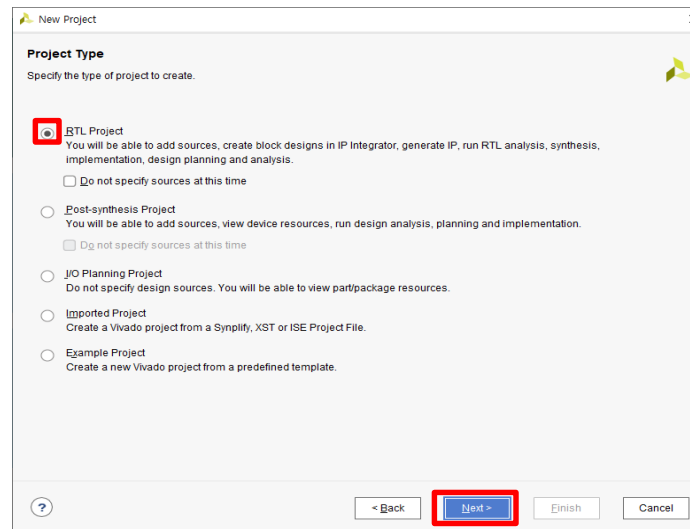 New Project
Project Type
Specify the type of project to create.
RTL Project
You will be able to add sources, create block designs in IP Integrator, generate IP, run RTL analysis, synthesis,
implementation, design planning and analysis.
Do not specify sources at this time
Post-synthesis Project
You will be able to add sources, view device resources, run design analysis, planning and implementation.
Do not specify sources at this time
I/O Planning Project
Do not specify design sources. You will be able to view part/package resources.
Imported Project
Create a Vivado project from a Synplify, XST or ISE Project File.
Example Project
Create a new Vivado project from a predefined template.
? < Back Next > Finish Cancel